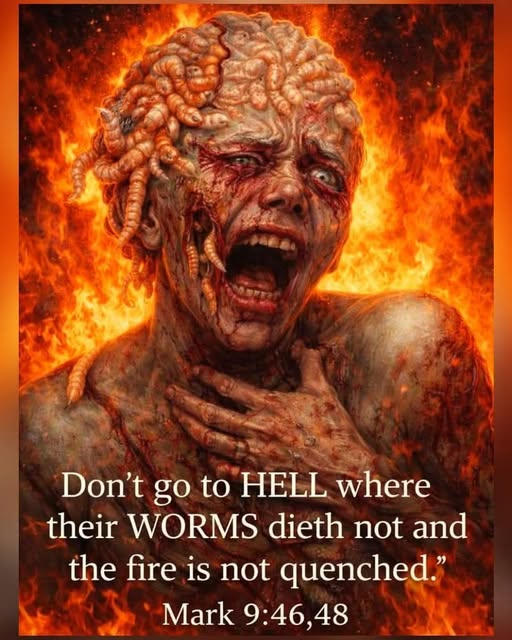 Don’t go to HELL where
their WORMS dieth not and
the fire is not quenched.”
Mark 9:46,48